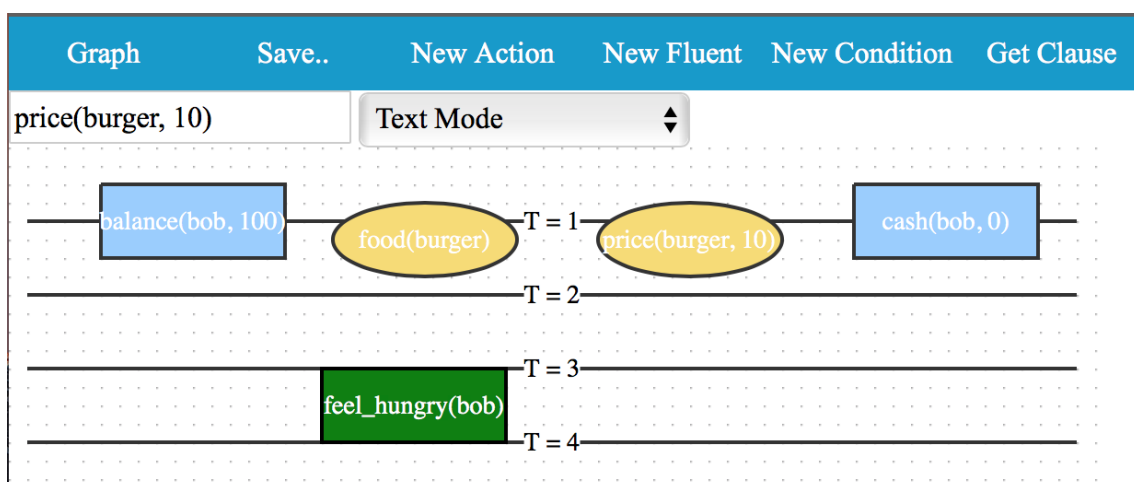 Graph Save.. New Action New Fluent New Condition Get Clause
price(burger, 10) Text Mode
balance(bob, 100) food(burger) T = 1 price(burger, 10) cash(bob, 0)
T = 2
T = 3
feel_hungry(bob)
T = 4